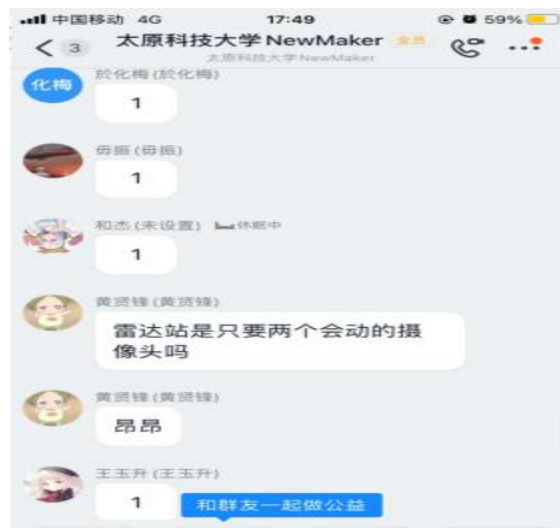 中国移动 4G
17:49
59%
3
太原科技大学NewMaker 全员
太原科技大学NewMaker
化梅
於化梅(於化梅)
1
毋振(毋振)
1
和杰(未设置) 休眠中
1
黄贤锋(黄贤锋)
雷达站是只要两个会动的摄
像头吗
黄贤锋(黄贤锋)
昂昂
王玉升(王玉升)
1
和群友一起做公益